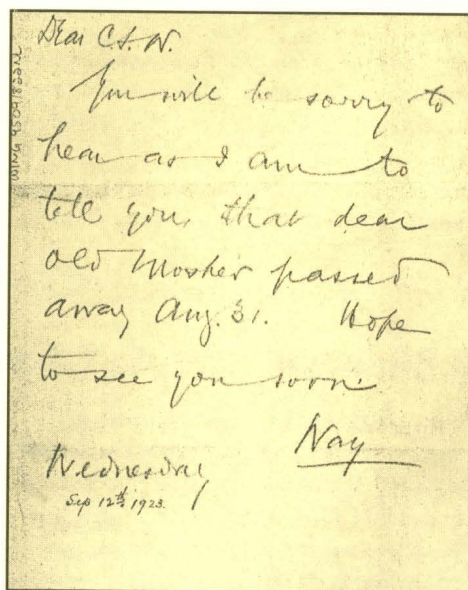 Dear C.S.W.
You will be sorry to
hear as I am to
tell you, that dear
old Mosher passed
away Aug. 31. Hope
to see you soon.
Nay
Wednesday
Sep 12th 1923.